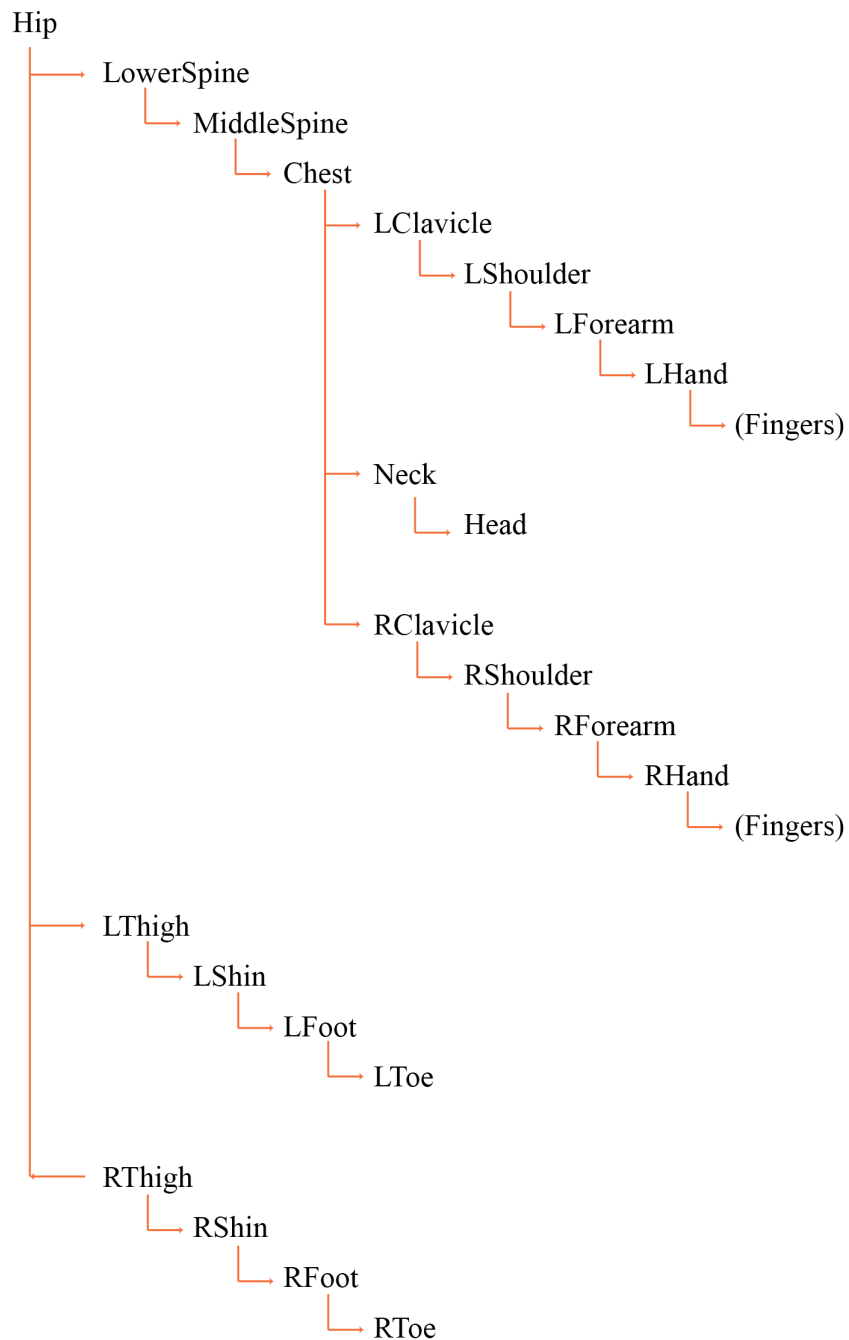 Hip
LowerSpine
MiddleSpine
Chest
LClavicle
LShoulder
LForearm
LHand
(Fingers)
Neck
Head
RClavicle
RShoulder
RForearm
RHand
(Fingers)
LThigh
LShin
LFoot
LToe
RThigh
RShin
RFoot
RToe